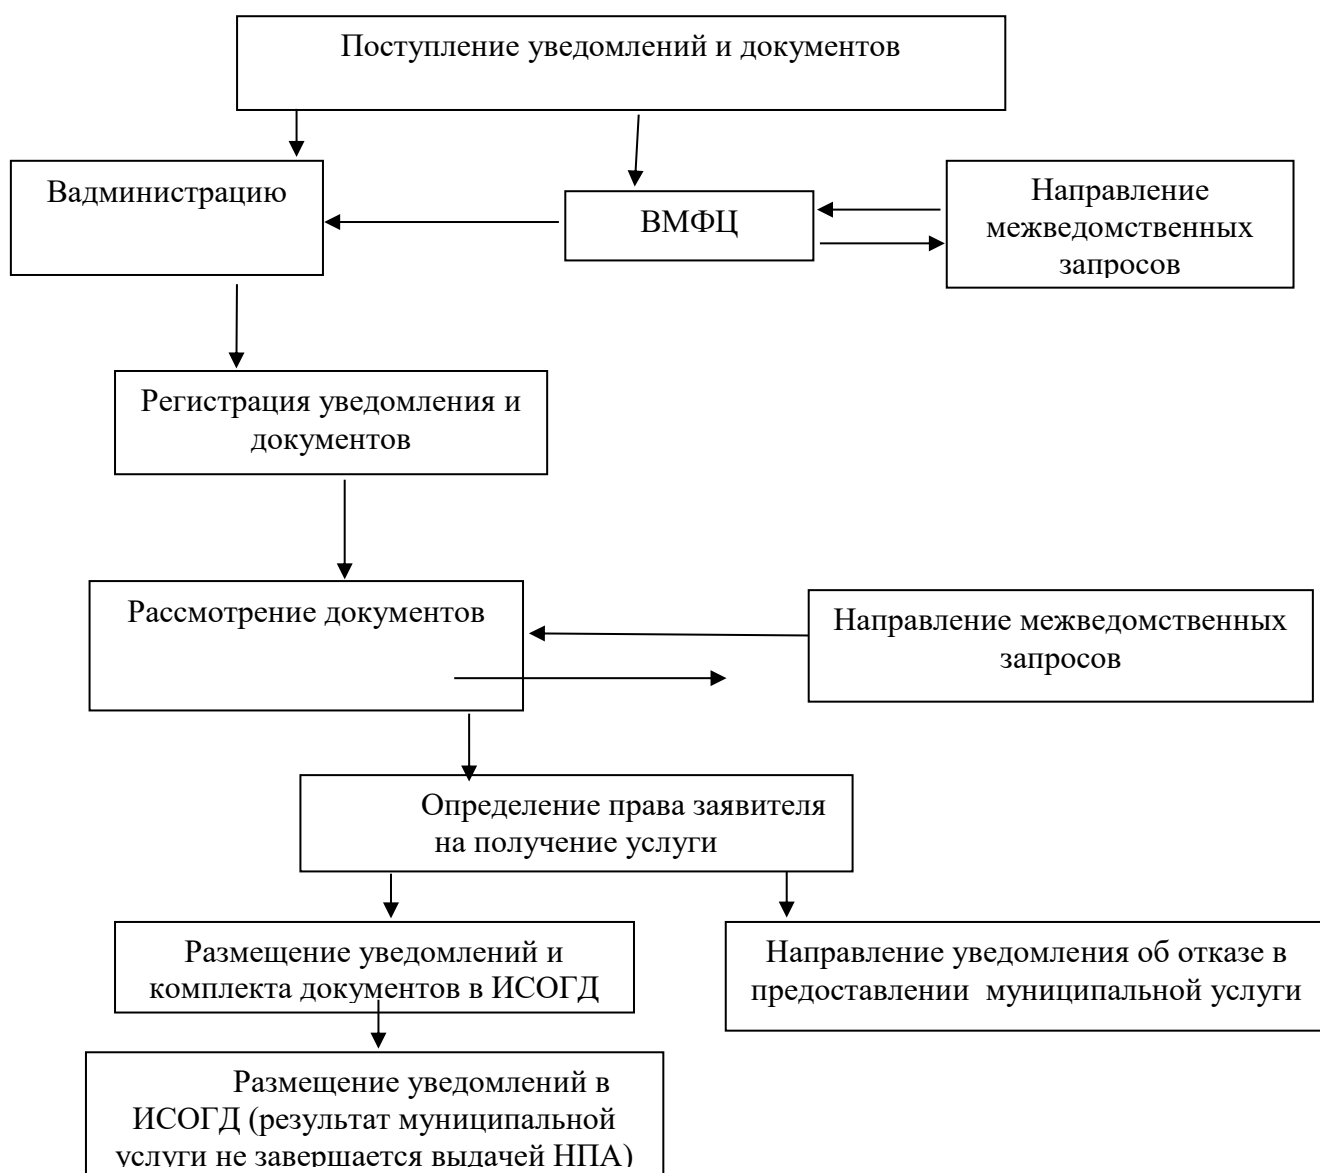 Поступление уведомлений и документов
Вадминистрацию
ВМФЦ
Направление
межведомственных
запросов
Регистрация уведомления и
документов
Рассмотрение документов
Направление межведомственных
запросов
Определение права заявителя
на получение услуги
Размещение уведомлений и
комплекта документов в ИСОГД
Направление уведомления об отказе в
предоставлении муниципальной услуги
Размещение уведомлений в
ИСОГД (результат муниципальной
услуги не завершается выдачей НПА)